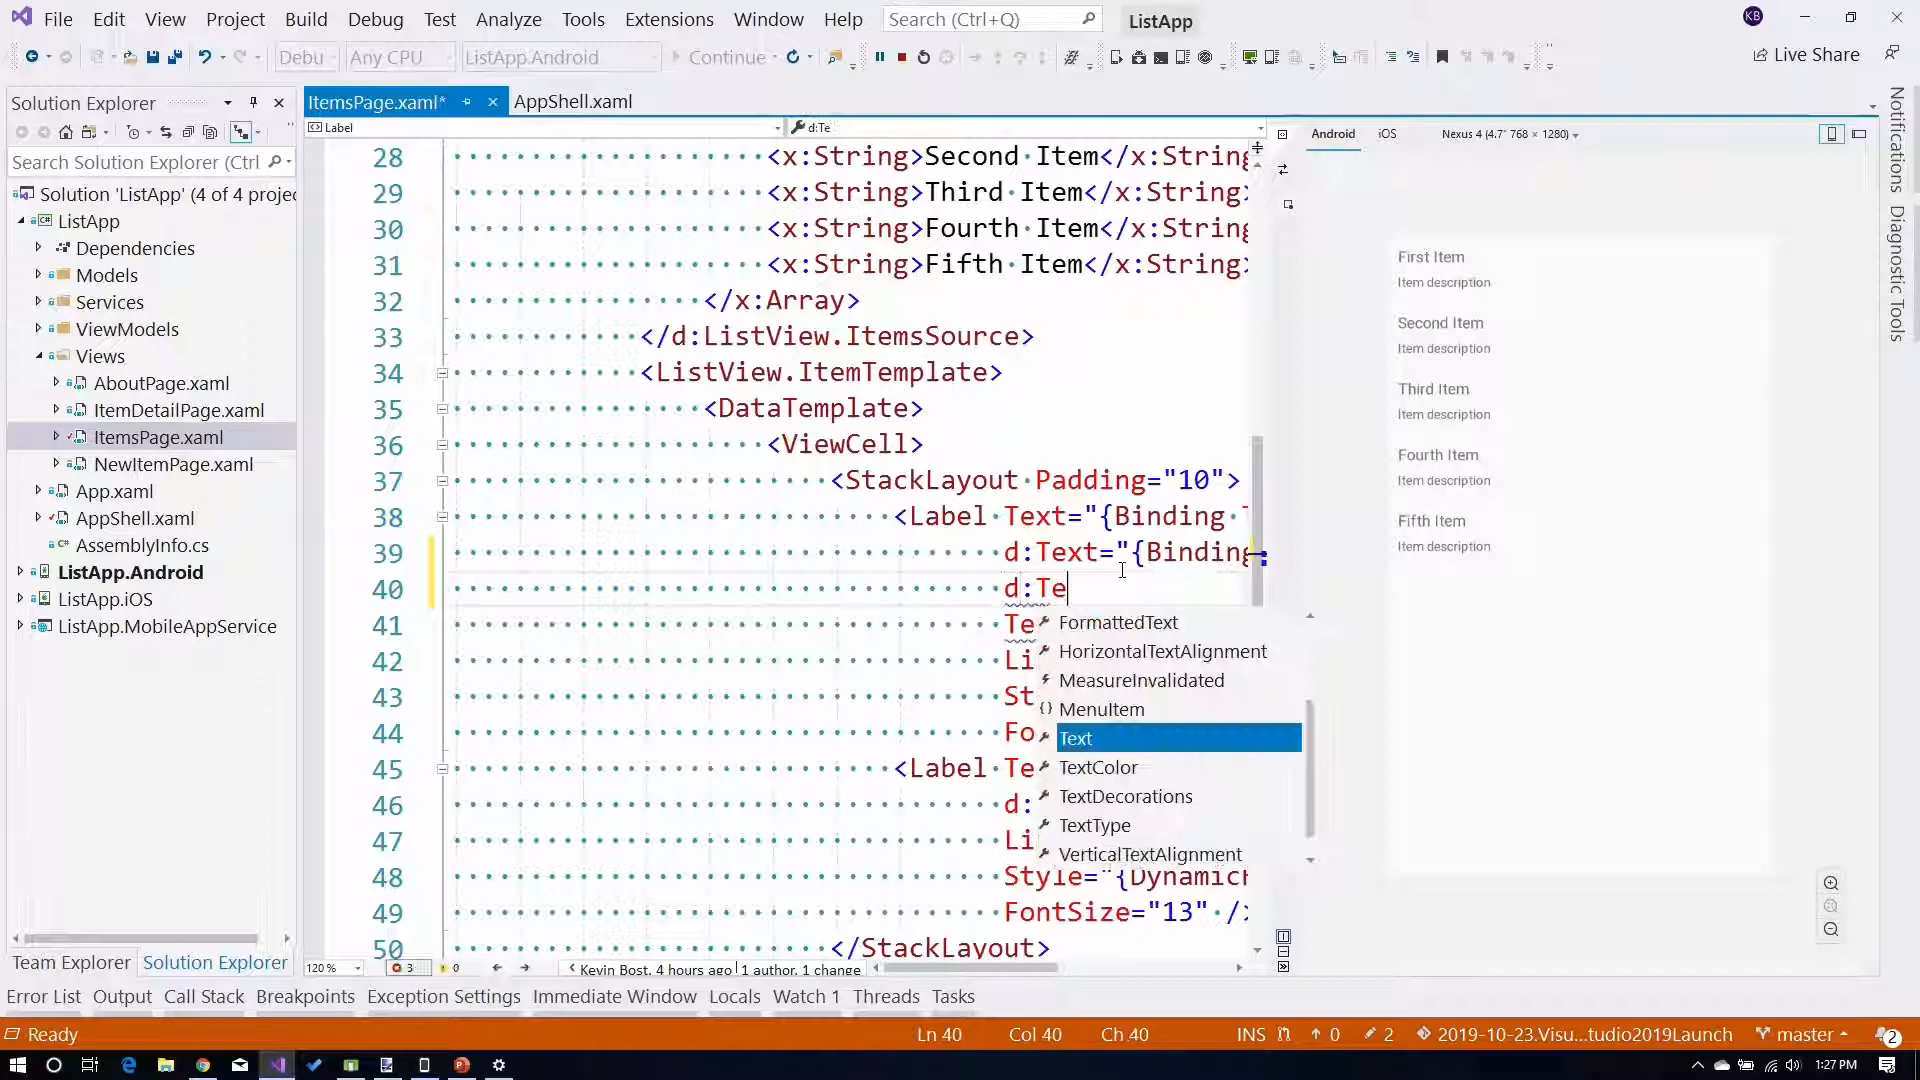 File Edit View Project Build Debug Test Analyze Tools Extensions Window Help Search (Ctrl+Q) ListApp KB
Debug Any CPU ListApp.Android Continue Live Share
Solution Explorer
Search Solution Explorer (Ctrl
Solution 'ListApp' (4 of 4 projec
ListApp
Dependencies
Models
Services
ViewModels
Views
AboutPage.xaml
ItemDetailPage.xaml
ItemsPage.xaml
NewItemPage.xaml
App.xaml
AppShell.xaml
AssemblyInfo.cs
ListApp.Android
ListApp.iOS
ListApp.MobileAppService
Team Explorer Solution Explorer
ItemsPage.xaml* AppShell.xaml
Label d:Te
28 <x:String>Second Item</x:String
29 <x:String>Third Item</x:String>
30 <x:String>Fourth Item</x:String
31 <x:String>Fifth Item</x:String>
32 </x:Array>
33 </d:ListView.ItemsSource>
34 <ListView.ItemTemplate>
35 <DataTemplate>
36 <ViewCell>
37 <StackLayout Padding="10">
38 <Label Text="{Binding
39 d:Text="{Binding
40 d:Te
41 Te
42 Li
43 St
44 Fo
45 <Label Te
46 d:
47 Li
48 Style="{Dynamic
49 FontSize="13" />
50 </StackLayout>
FormattedText
HorizontalTextAlignment
MeasureInvalidated
MenuItem
Text
TextColor
TextDecorations
TextType
VerticalTextAlignment
120 % 3 0 Kevin Bost, 4 hours ago 1 author, 1 change
Android iOS Nexus 4 (4.7" 768 × 1280)
First Item
Item description
Second Item
Item description
Third Item
Item description
Fourth Item
Item description
Fifth Item
Item description
Notifications
Diagnostic Tools
Error List Output Call Stack Breakpoints Exception Settings Immediate Window Locals Watch 1 Threads Tasks
Ready Ln 40 Col 40 Ch 40 INS 0 2 2019-10-23.Visu...tudio2019Launch master 2
1:27 PM